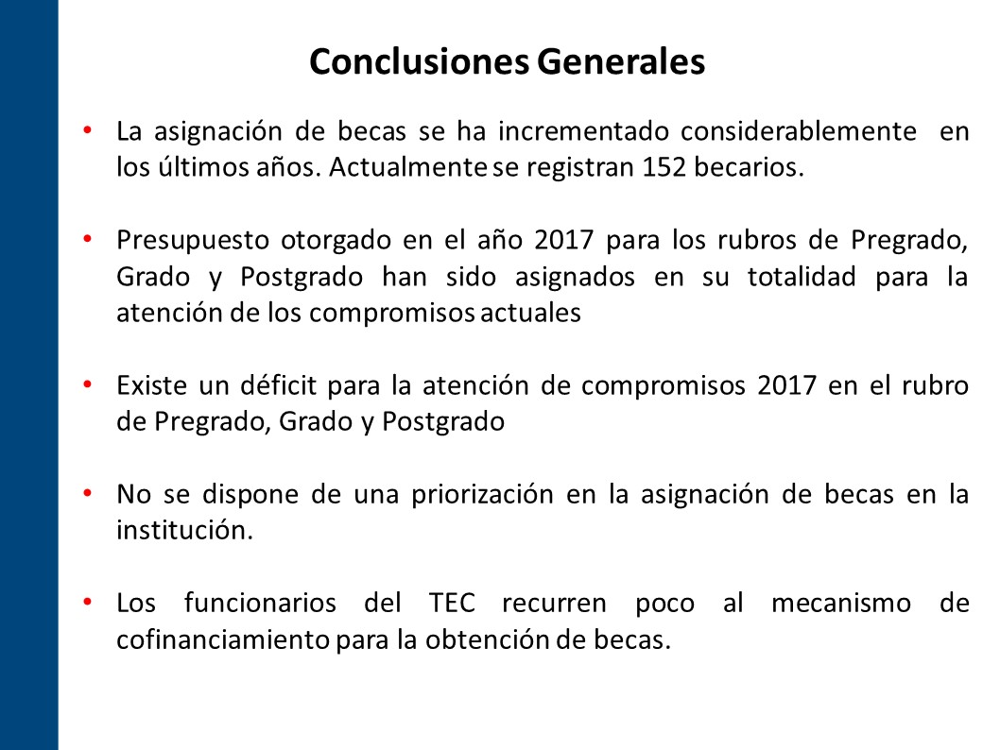 Conclusiones Generales
• La asignación de becas se ha incrementado considerablemente en
los últimos años. Actualmente se registran 152 becarios.
• Presupuesto otorgado en el año 2017 para los rubros de Pregrado,
Grado y Postgrado han sido asignados en su totalidad para la
atención de los compromisos actuales
• Existe un déficit para la atención de compromisos 2017 en el rubro
de Pregrado, Grado y Postgrado
• No se dispone de una priorización en la asignación de becas en la
institución.
• Los funcionarios del TEC recurren poco al mecanismo de
cofinanciamiento para la obtención de becas.